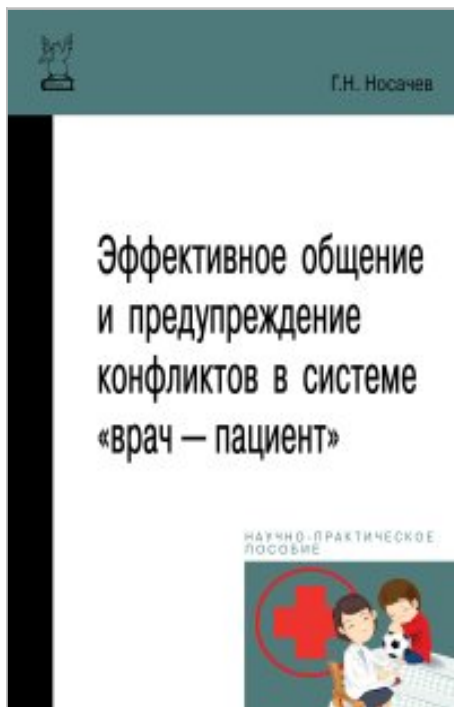 Г.Н. Носачев
Эффективное общение
и предупреждение
конфликтов в системе
«врач — пациент»
НАУЧНО-ПРАКТИЧЕСКОЕ
ПОСОБИЕ